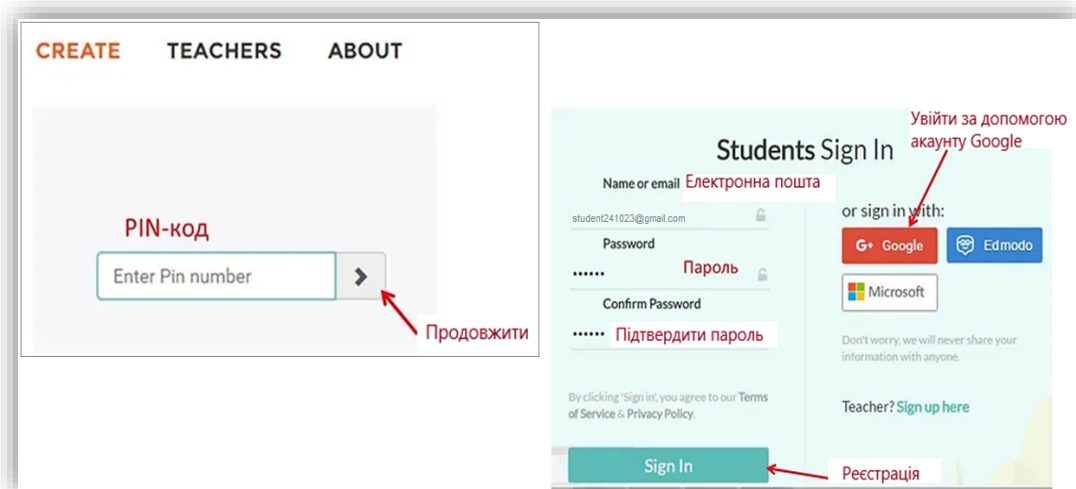 CREATE TEACHERS ABOUT
PIN-код
Enter Pin number
Продовжити
Увійти за допомогою
акаунту Google
Students Sign In
Name or email Електронна пошта
student241023@gmail.com
Password
•••••• Пароль
Confirm Password
•••••• Підтвердити пароль
By clicking 'Sign in', you agree to our Terms
of Service & Privacy Policy.
Sign In
or sign in with:
G+ Google
Edmodo
Microsoft
Don't worry, we will never share your
information with anyone.
Teacher? Sign up here
Реєстрація